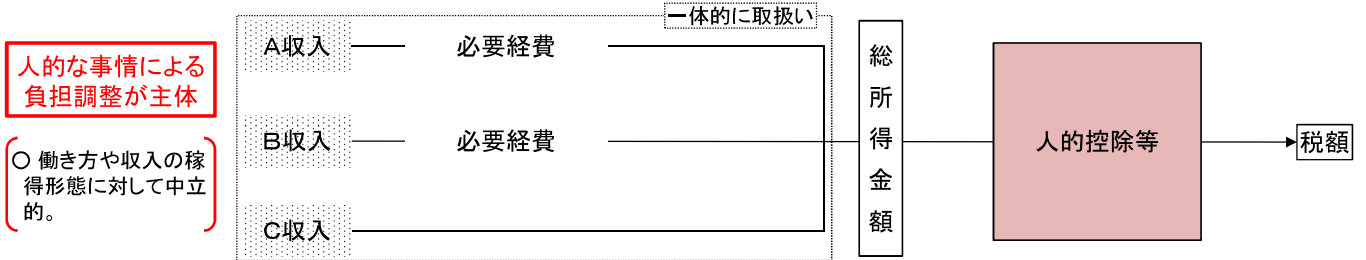 一体的に取扱い
人的な事情による
負担調整が主体
○ 働き方や収入の稼
得形態に対して中立
的。
A収入
必要経費
B収入
必要経費
C収入
総所得金額
人的控除等
税額